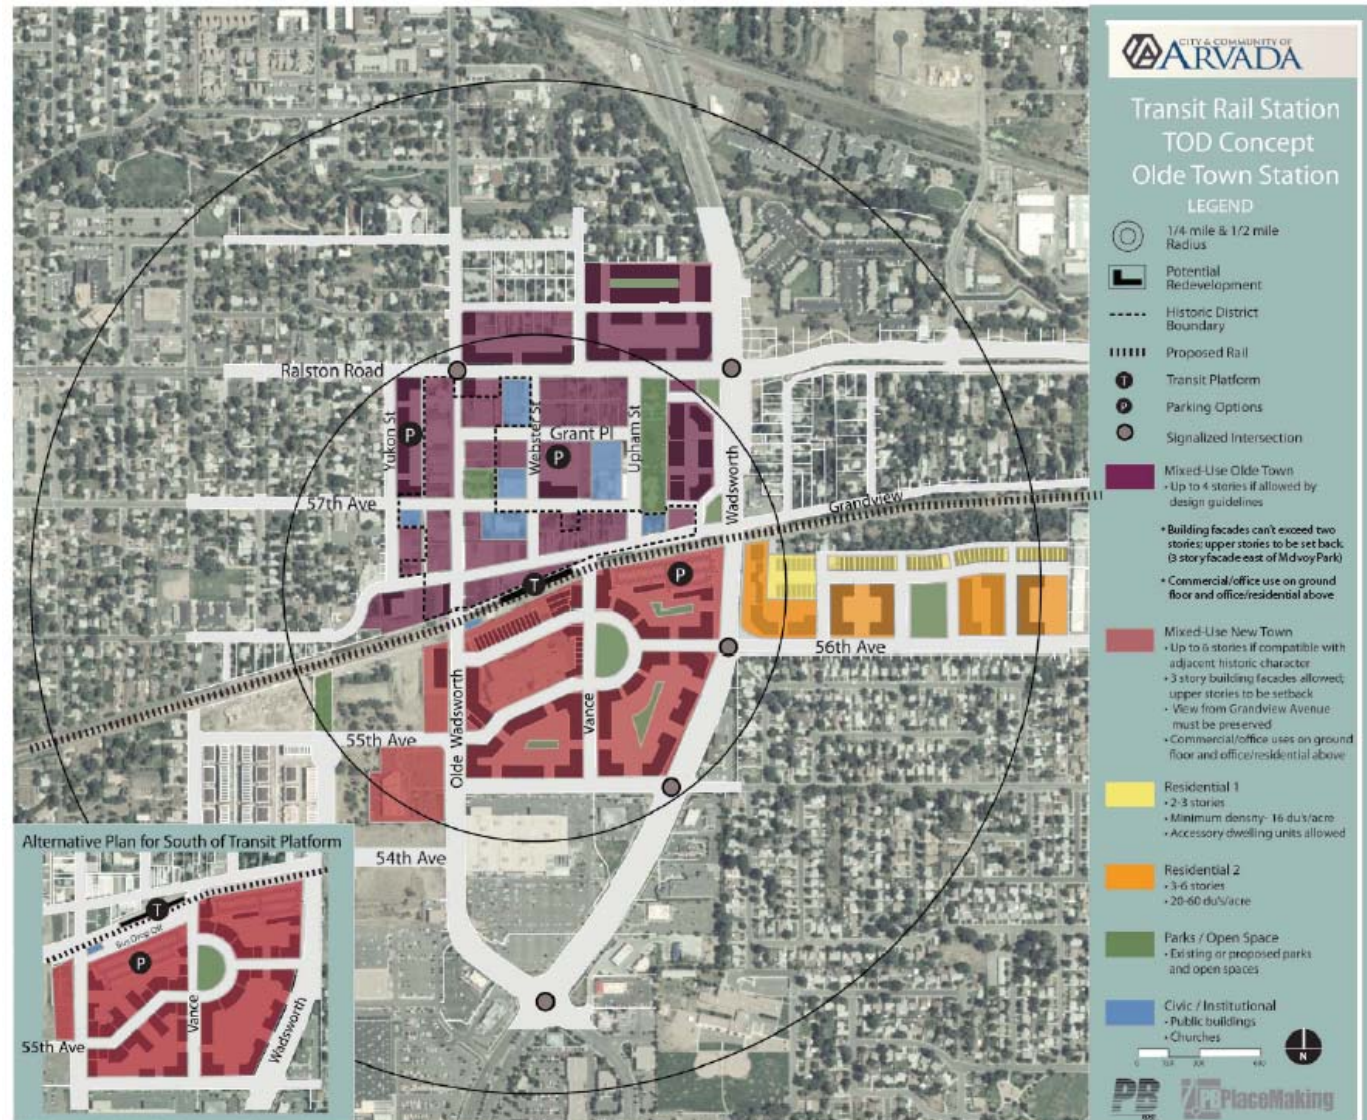 CITY & COMMUNITY OF
ARVADA
Transit Rail Station
TOD Concept
Olde Town Station
LEGEND
1/4 mile & 1/2 mile
Radius
Potential
Redevelopment
Historic District
Boundary
Proposed Rail
T
Transit Platform
P
Parking Options
Signalized Intersection
Mixed-Use Olde Town
• Up to 4 stories if allowed by
design guidelines
• Building facades can't exceed two
stories; upper stories to be set back
(3 story facade east of McIvoy Park)
• Commercial/office use on ground
floor and office/residential above
Mixed-Use New Town
• Up to 6 stories if compatible with
adjacent historic character
• 3 story building facades allowed;
upper stories to be setback
• View from Grandview Avenue
must be preserved
• Commercial/office uses on ground
floor and office/residential above
Residential 1
• 2-3 stories
• Minimum density- 16 du's/acre
• Accessory dwelling units allowed
Residential 2
• 3-6 stories
• 20-60 du's/acre
Parks / Open Space
• Existing or proposed parks
and open spaces
Civic / Institutional
• Public buildings
• Churches
N
PB
PB PlaceMaking
Ralston Road
Yukon St
P
Webster St
Grant Pl
P
Upham St
Wadsworth
57th Ave
Grandview
T
P
56th Ave
Olde Wadsworth
Vance
55th Ave
54th Ave
Alternative Plan for South of Transit Platform
T
Bus Drop Off
P
Vance
Wadsworth
55th Ave